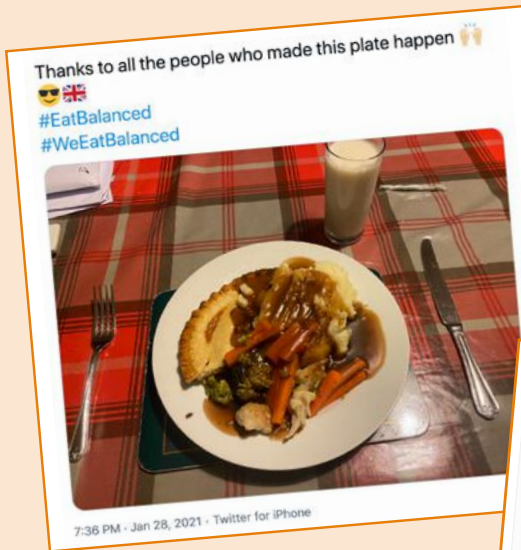 Thanks to all the people who made this plate happen 🙌🏼
😎🇬🇧
#EatBalanced
#WeEatBalanced
7:36 PM · Jan 28, 2021 · Twitter for iPhone